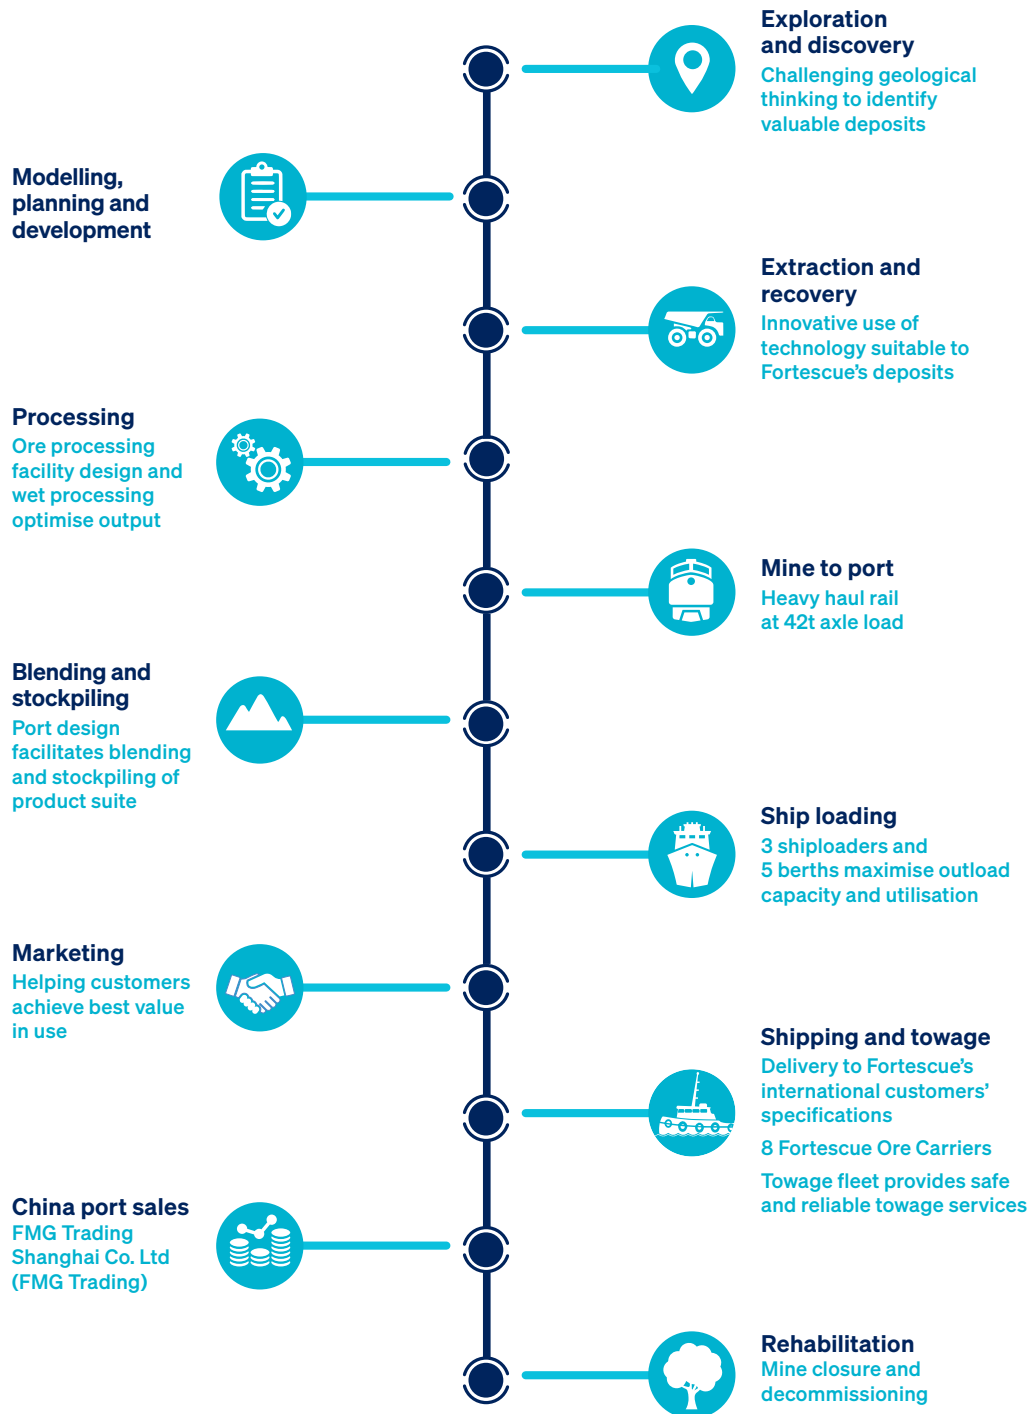 Exploration
and discovery
Challenging geological
thinking to identify
valuable deposits
Modelling,
planning and
development
Extraction and
recovery
Innovative use of
technology suitable to
Fortescue’s deposits
Processing
Ore processing
facility design and
wet processing
optimise output
Mine to port
Heavy haul rail
at 42t axle load
Blending and
stockpiling
Port design
facilitates blending
and stockpiling of
product suite
Ship loading
3 shiploaders and
5 berths maximise outload
capacity and utilisation
Marketing
Helping customers
achieve best value
in use
Shipping and towage
Delivery to Fortescue’s
international customers’
specifications
8 Fortescue Ore Carriers
Towage fleet provides safe
and reliable towage services
China port sales
FMG Trading
Shanghai Co. Ltd
(FMG Trading)
Rehabilitation
Mine closure and
decommissioning